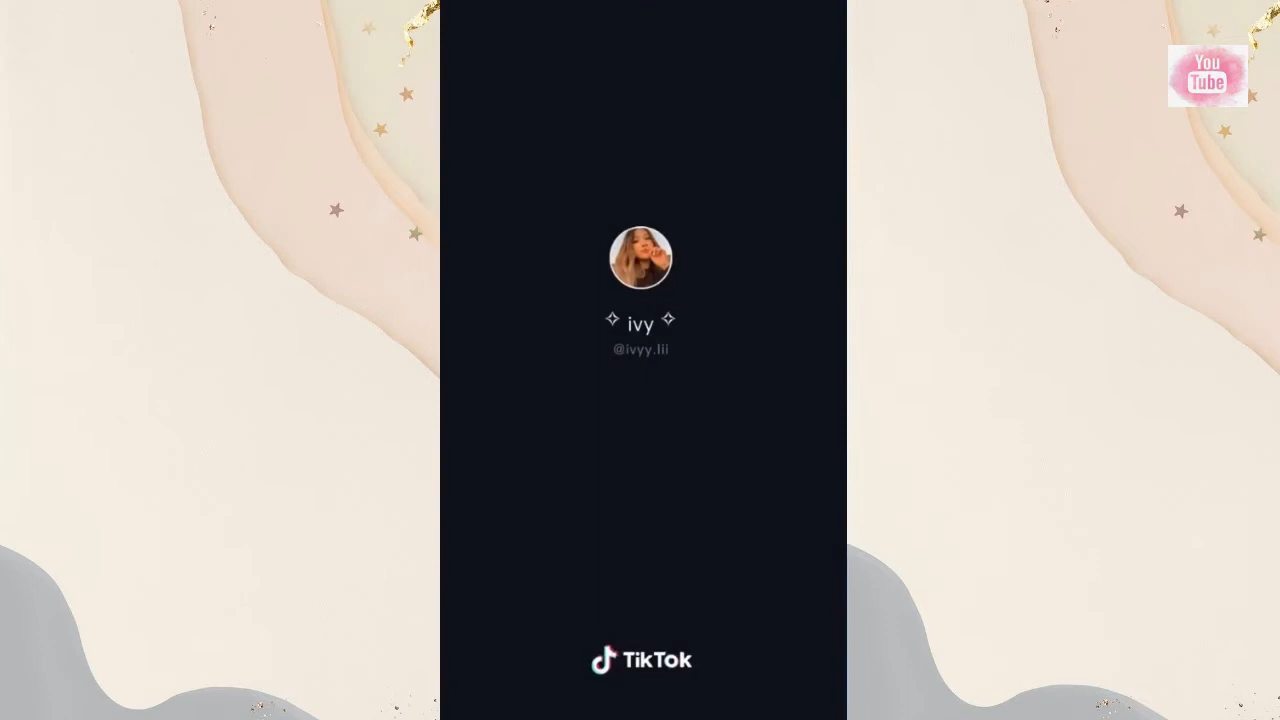 You
Tube
✧ ivy ✧
@ivyy.lii
TikTok